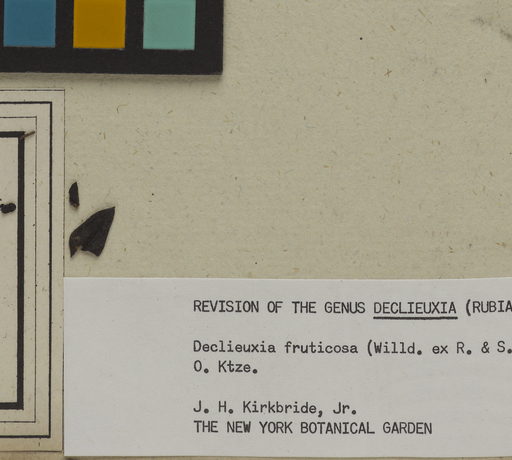 REVISION OF THE GENUS DECLIEUXIA (RUBIA
Declieuxia fruticosa (Willd. ex R. & S.
O. Ktze.
J. H. Kirkbride, Jr.
THE NEW YORK BOTANICAL GARDEN